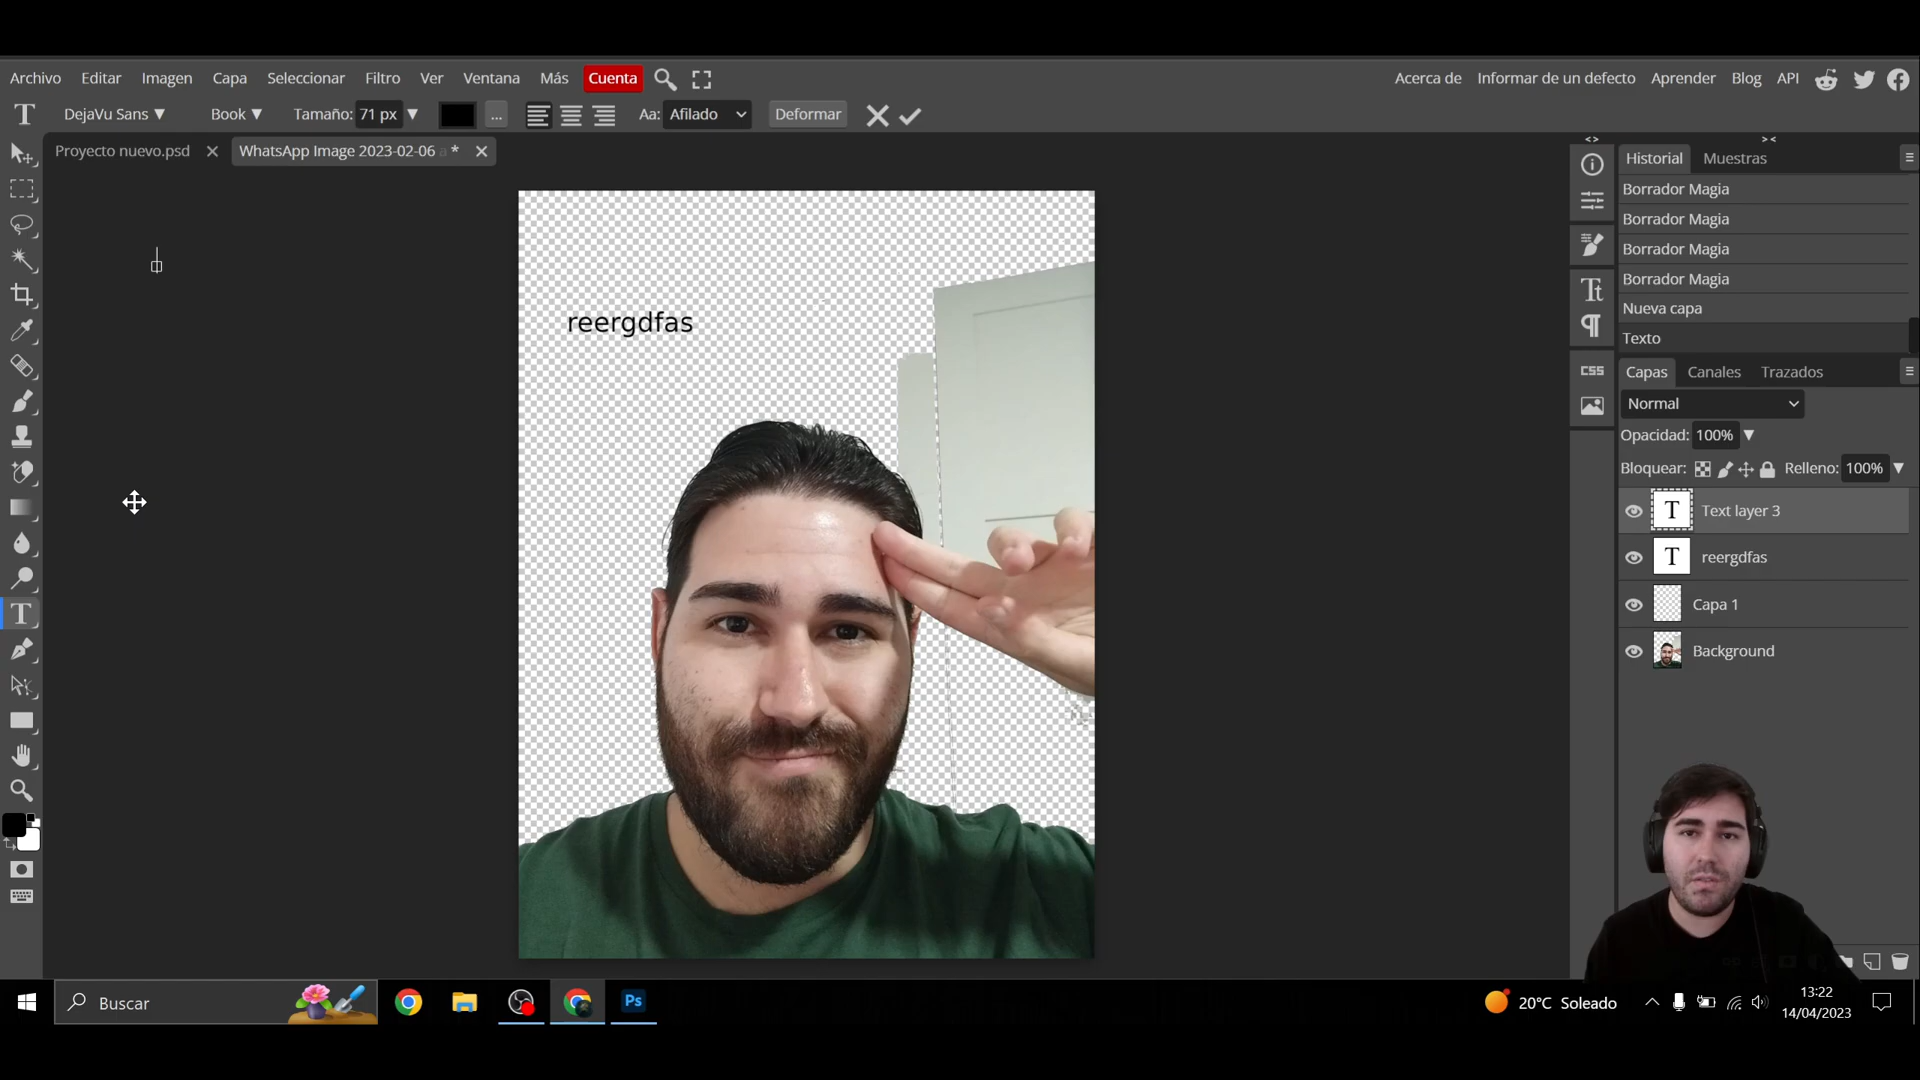 Archivo Editar Imagen Capa Seleccionar Filtro Ver Ventana Más Cuenta Acerca de Informar de un defecto Aprender Blog API
T DejaVu Sans Book Tamaño: 71 px ... Aa: Afilado Deformar
Proyecto nuevo.psd WhatsApp Image 2023-02-06 a *
Historial Muestras
Borrador Magia
Borrador Magia
Borrador Magia
Borrador Magia
Nueva capa
Texto
reergdfas
CSS
Capas Canales Trazados
Normal
Opacidad: 100%
Bloquear: Relleno: 100%
T Text layer 3
T reergdfas
Capa 1
Background
T
Buscar
Ps
20°C Soleado
13:22
14/04/2023